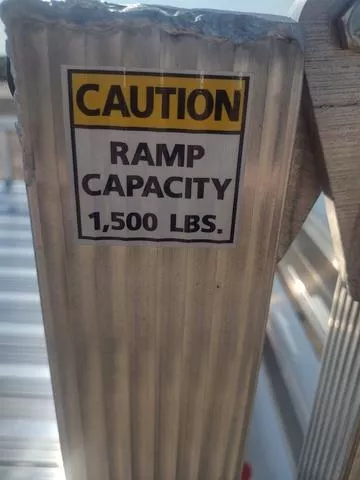 CAUTION
RAMP
CAPACITY
1,500 LBS.